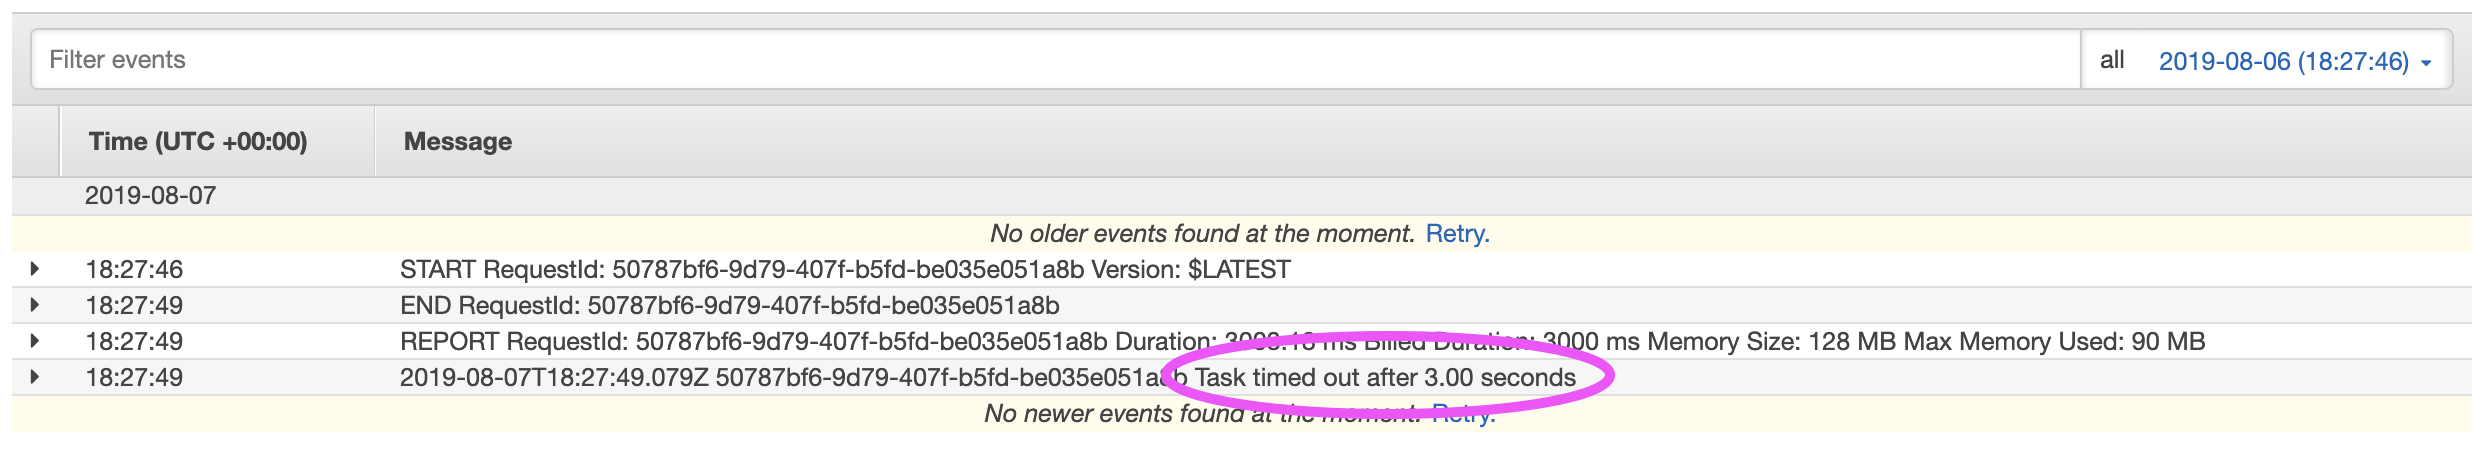 Filter events all 2019-08-06 (18:27:46)
Time (UTC +00:00) Message
2019-08-07
No older events found at the moment. Retry.
18:27:46 START RequestId: 50787bf6-9d79-407f-b5fd-be035e051a8b Version: $LATEST
18:27:49 END RequestId: 50787bf6-9d79-407f-b5fd-be035e051a8b
18:27:49 REPORT RequestId: 50787bf6-9d79-407f-b5fd-be035e051a8b Duration: ms Billed Duration: 3000 ms Memory Size: 128 MB Max Memory Used: 90 MB
18:27:49 2019-08-07T18:27:49.079Z 50787bf6-9d79-407f-b5fd-be035e051a8b Task timed out after 3.00 seconds
No newer events found at the moment. Retry.